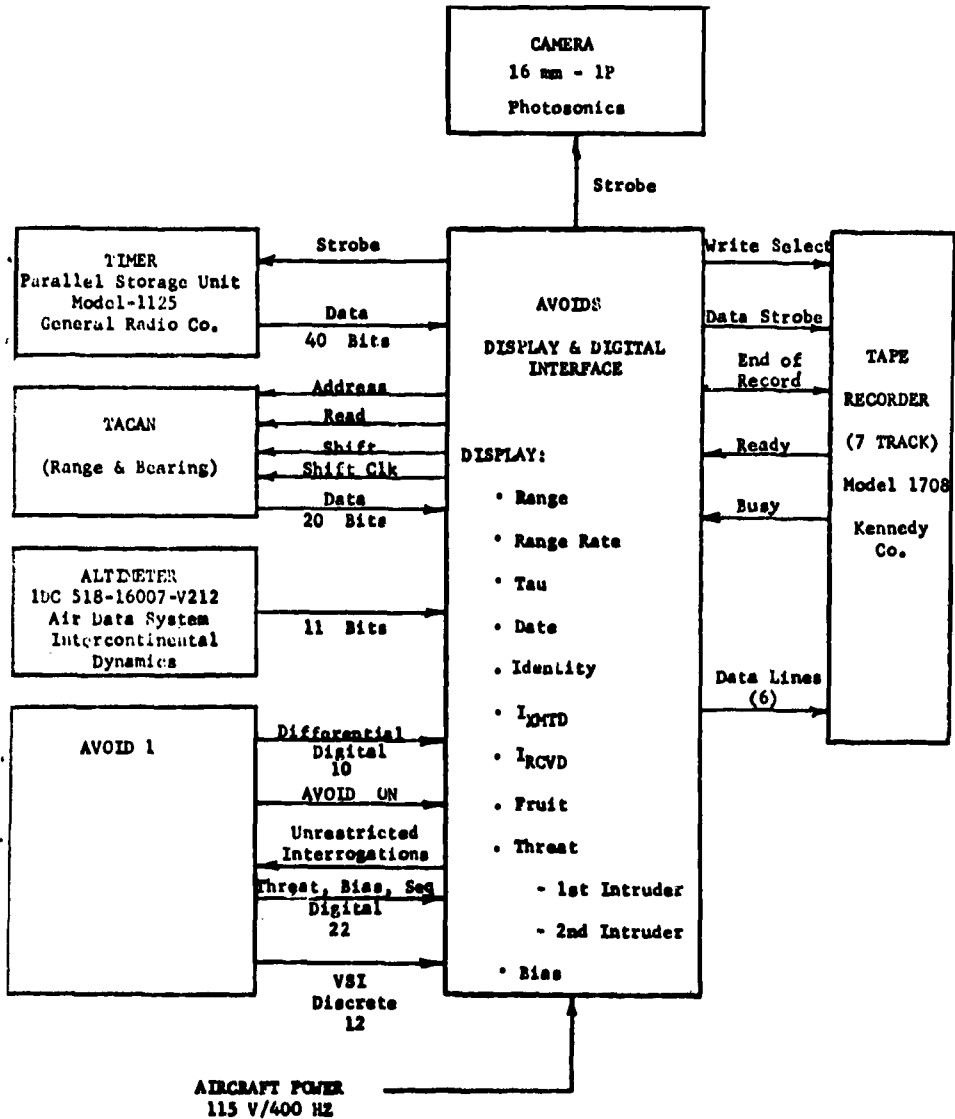 CAMERA
16 mm - 1P
Photosonics
Strobe
TIMER
Parallel Storage Unit
Model-1125
General Radio Co.
Strobe
Data
40 Bits
TACAN
(Range & Bearing)
Address
Read
Shift
Shift Clk
Data
20 Bits
ALTIMETER
IDC 518-16007-V212
Air Data System
Intercontinental
Dynamics
11 Bits
AVOID 1
Differential
Digital
10
AVOID ON
Unrestricted
Interrogations
Threat, Bias, Seq
Digital
22
VSI
Discrete
12
AVOIDS
DISPLAY & DIGITAL
INTERFACE
DISPLAY:
• Range
• Range Rate
• Tau
• Date
• Identity
• I XMTD
• I RCVD
• Fruit
• Threat
- 1st Intruder
- 2nd Intruder
• Bias
Write Select
Data Strobe
End of
Record
Ready
Busy
Data Lines
(6)
TAPE
RECORDER
(7 TRACK)
Model 1708
Kennedy
Co.
AIRCRAFT POWER
115 V/400 HZ